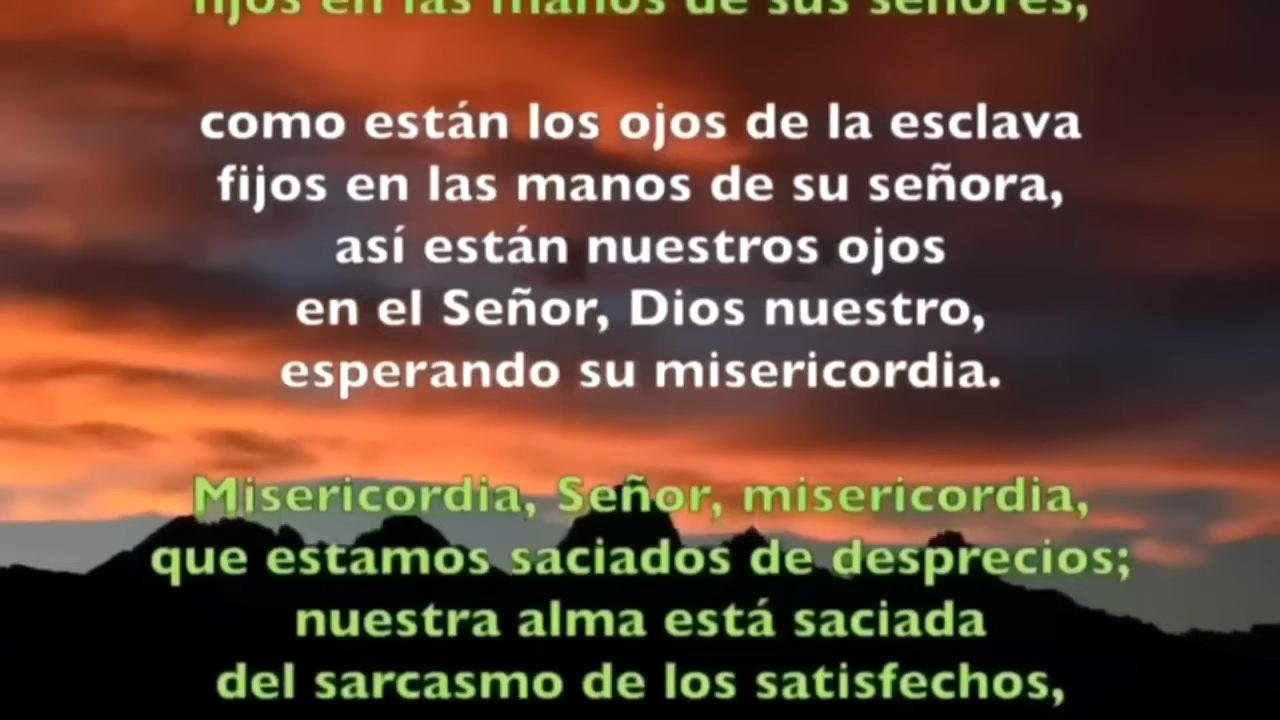 fijos en las manos de sus señores,
como están los ojos de la esclava
fijos en las manos de su señora,
así están nuestros ojos
en el Señor, Dios nuestro,
esperando su misericordia.
Misericordia, Señor, misericordia,
que estamos saciados de desprecios;
nuestra alma está saciada
del sarcasmo de los satisfechos,